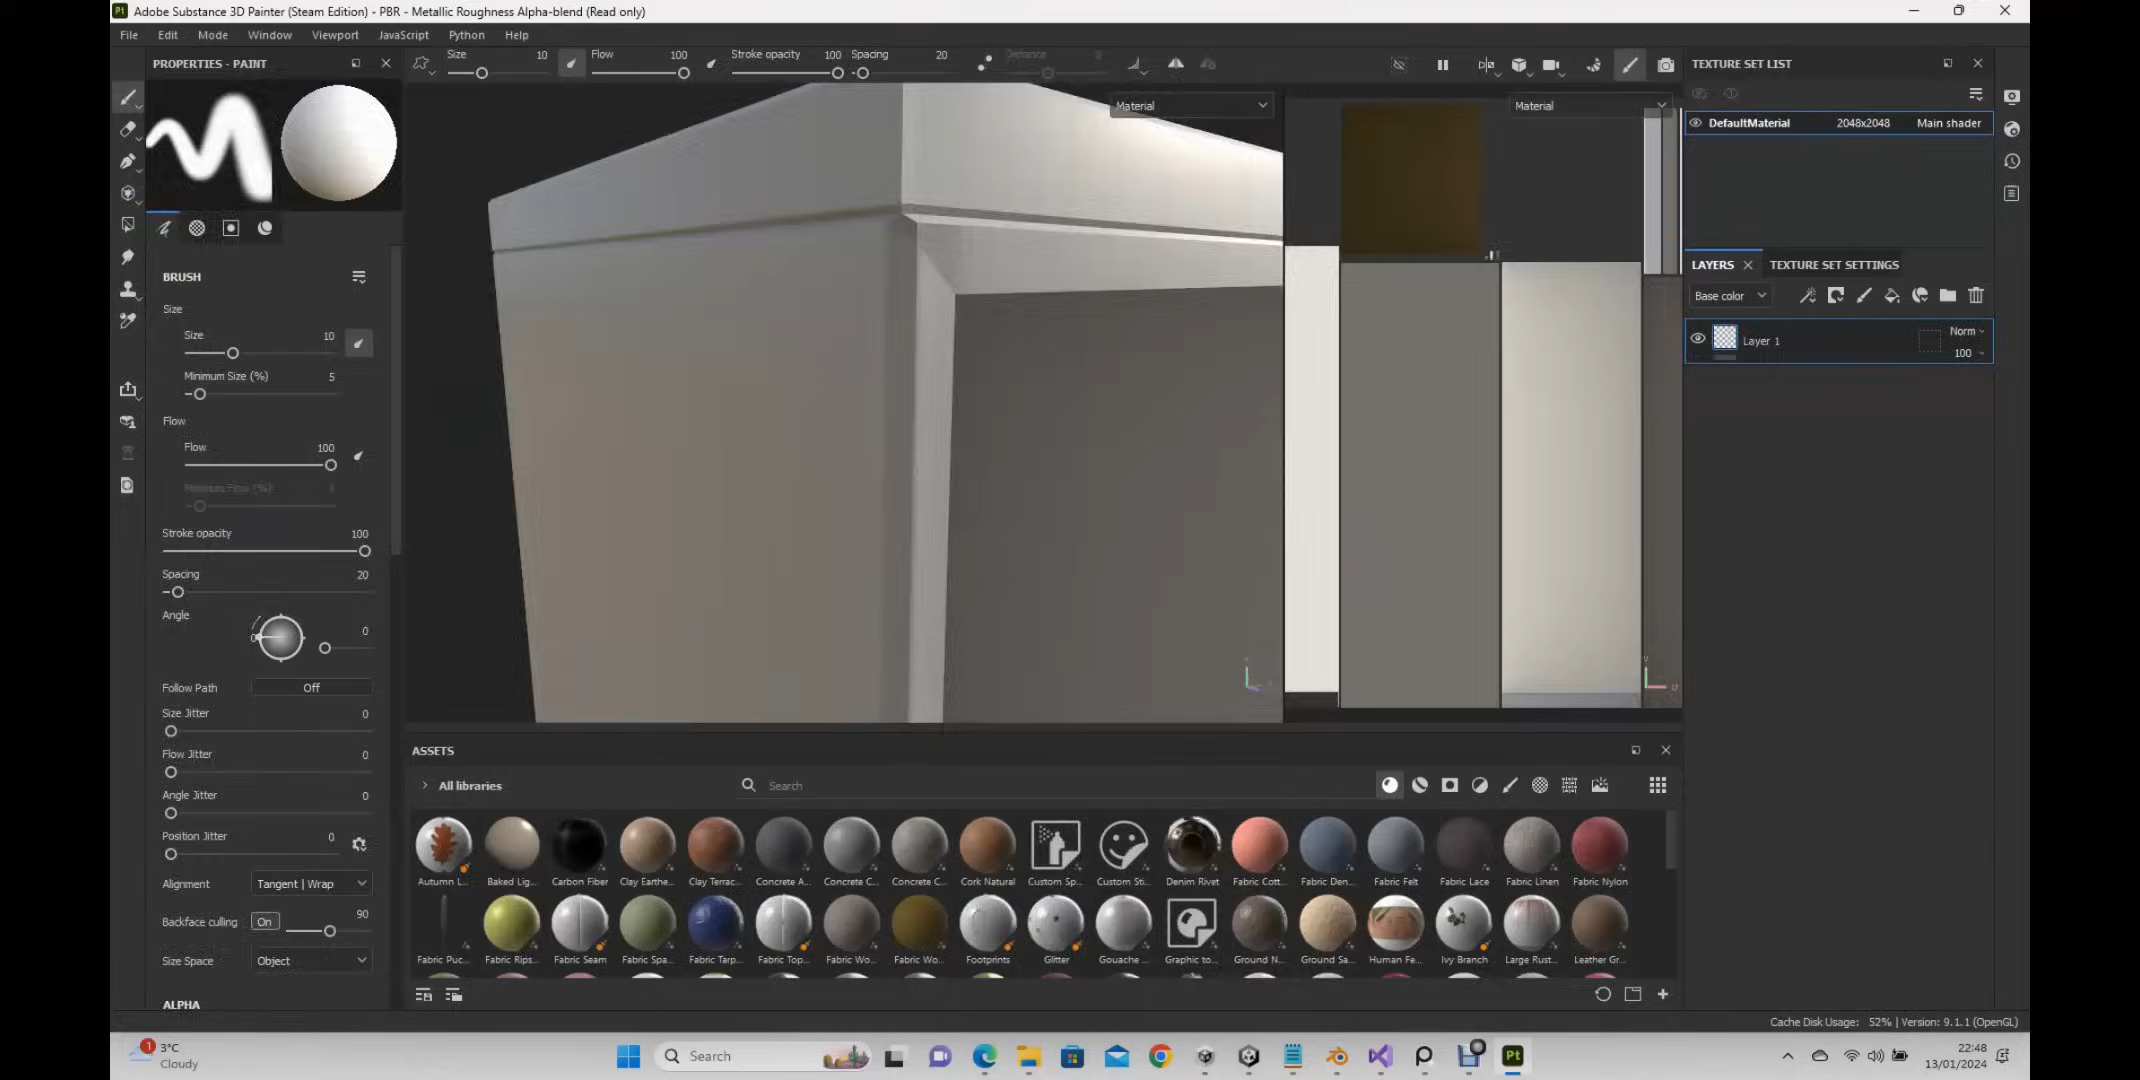 Adobe Substance 3D Painter (Steam Edition) - PBR - Metallic Roughness Alpha-blend (Read only)
File Edit Mode Window Viewport JavaScript Python Help
PROPERTIES - PAINT
Size 10 Flow 100 Stroke opacity 100 Spacing 20 Distance
Material
Material
TEXTURE SET LIST
DefaultMaterial 2048x2048 Main shader
LAYERS TEXTURE SET SETTINGS
Base color
Layer 1 Norm
100
BRUSH
Size
Size 10
Minimum Size (%) 5
Flow
Flow 100
Minimum Flow (%)
Stroke opacity 100
Spacing 20
Angle
0
Follow Path Off
Size Jitter 0
Flow Jitter 0
Angle Jitter 0
Position Jitter 0
Alignment Tangent | Wrap
Backface culling On 90
Size Space Object
ALPHA
ASSETS
All libraries Search
Autumn L... Baked Lig... Carbon Fiber Clay Earthe... Clay Terrac... Concrete A... Concrete C... Concrete C... Cork Natural Custom Sp... Custom Sti... Denim Rivet Fabric Cott... Fabric Den... Fabric Felt Fabric Lace Fabric Linen Fabric Nylon
Fabric Puc... Fabric Rips... Fabric Seam Fabric Spa... Fabric Tarp... Fabric Top... Fabric Wo... Fabric Wo... Footprints Glitter Gouache ... Graphic to... Ground N... Ground Sa... Human Fe... Ivy Branch Large Rust... Leather Gr...
Cache Disk Usage: 52% | Version: 9.1.1 (OpenGL)
1 3°C
Cloudy
Search
22:48
13/01/2024